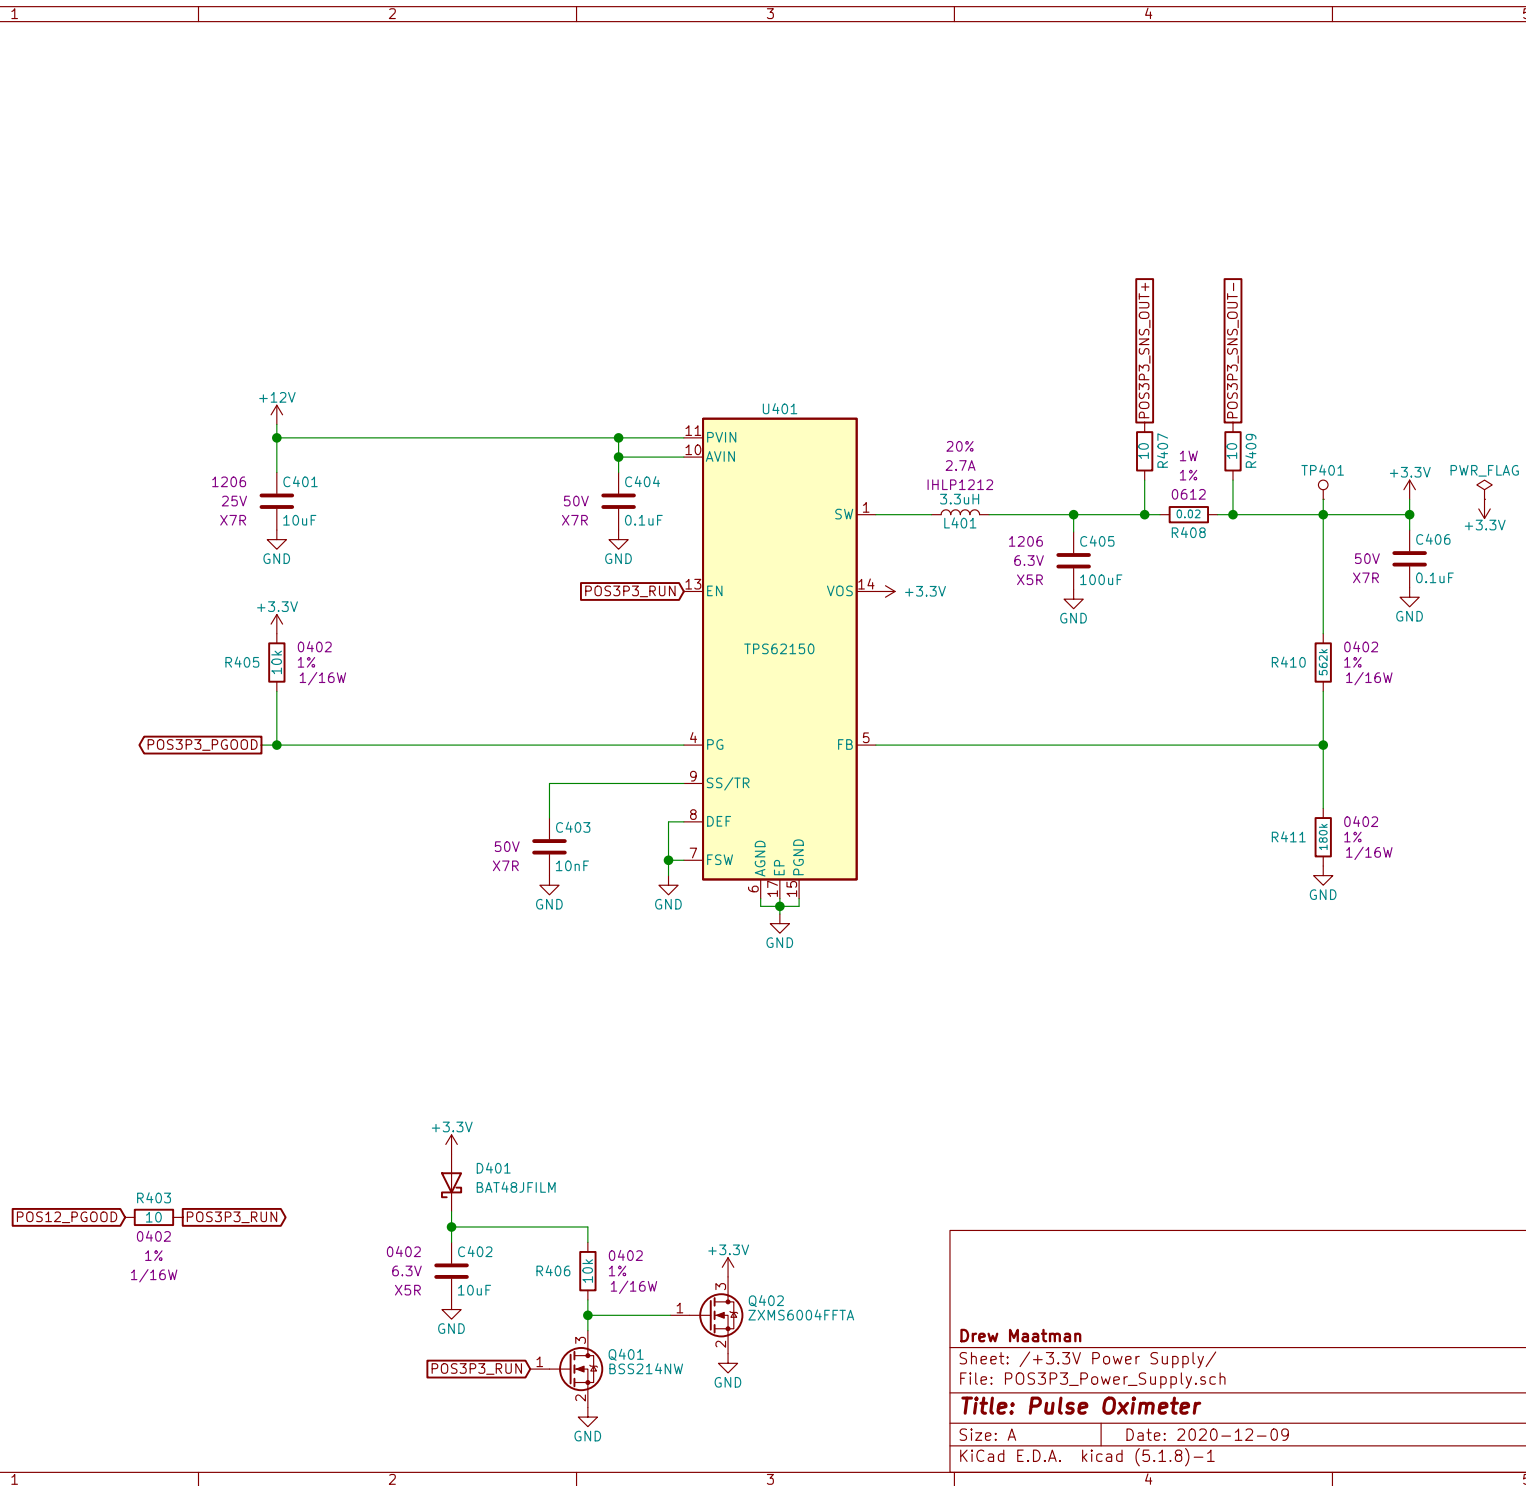 1 2 3 4 5
POS3P3_SNS_OUT+
POS3P3_SNS_OUT-
+12V
1206
25V
X7R
C401
10uF
GND
50V
X7R
C404
0.1uF
GND
U401
11 PVIN
10 AVIN
13 EN
4 PG
9 SS/TR
8 DEF
7 FSW
SW 1
VOS 14
FB 5
TPS62150
AGND EP PGND
6 17 15
GND
POS3P3_RUN
+3.3V
20%
2.7A
IHLP1212
3.3uH
L401
1206
6.3V
X5R
C405
100uF
GND
10
R407
1W
1%
0612
0.02
R408
10
R409
TP401
+3.3V
PWR_FLAG
+3.3V
50V
X7R
C406
0.1uF
GND
+3.3V
R405
10k
0402
1%
1/16W
POS3P3_PGOOD
R410
562k
0402
1%
1/16W
R411
180k
0402
1%
1/16W
GND
50V
X7R
C403
10nF
GND
GND
POS12_PGOOD
R403
10
0402
1%
1/16W
POS3P3_RUN
+3.3V
D401
BAT48JFILM
0402
6.3V
X5R
C402
10uF
GND
R406
10k
0402
1%
1/16W
POS3P3_RUN
1
3
2
Q401
BSS214NW
GND
+3.3V
1
3
2
Q402
ZXMS6004FFTA
GND
Drew Maatman
Sheet: /+3.3V Power Supply/
File: POS3P3_Power_Supply.sch
Title: Pulse Oximeter
Size: A Date: 2020-12-09
KiCad E.D.A. kicad (5.1.8)-1
1 2 3 4 5